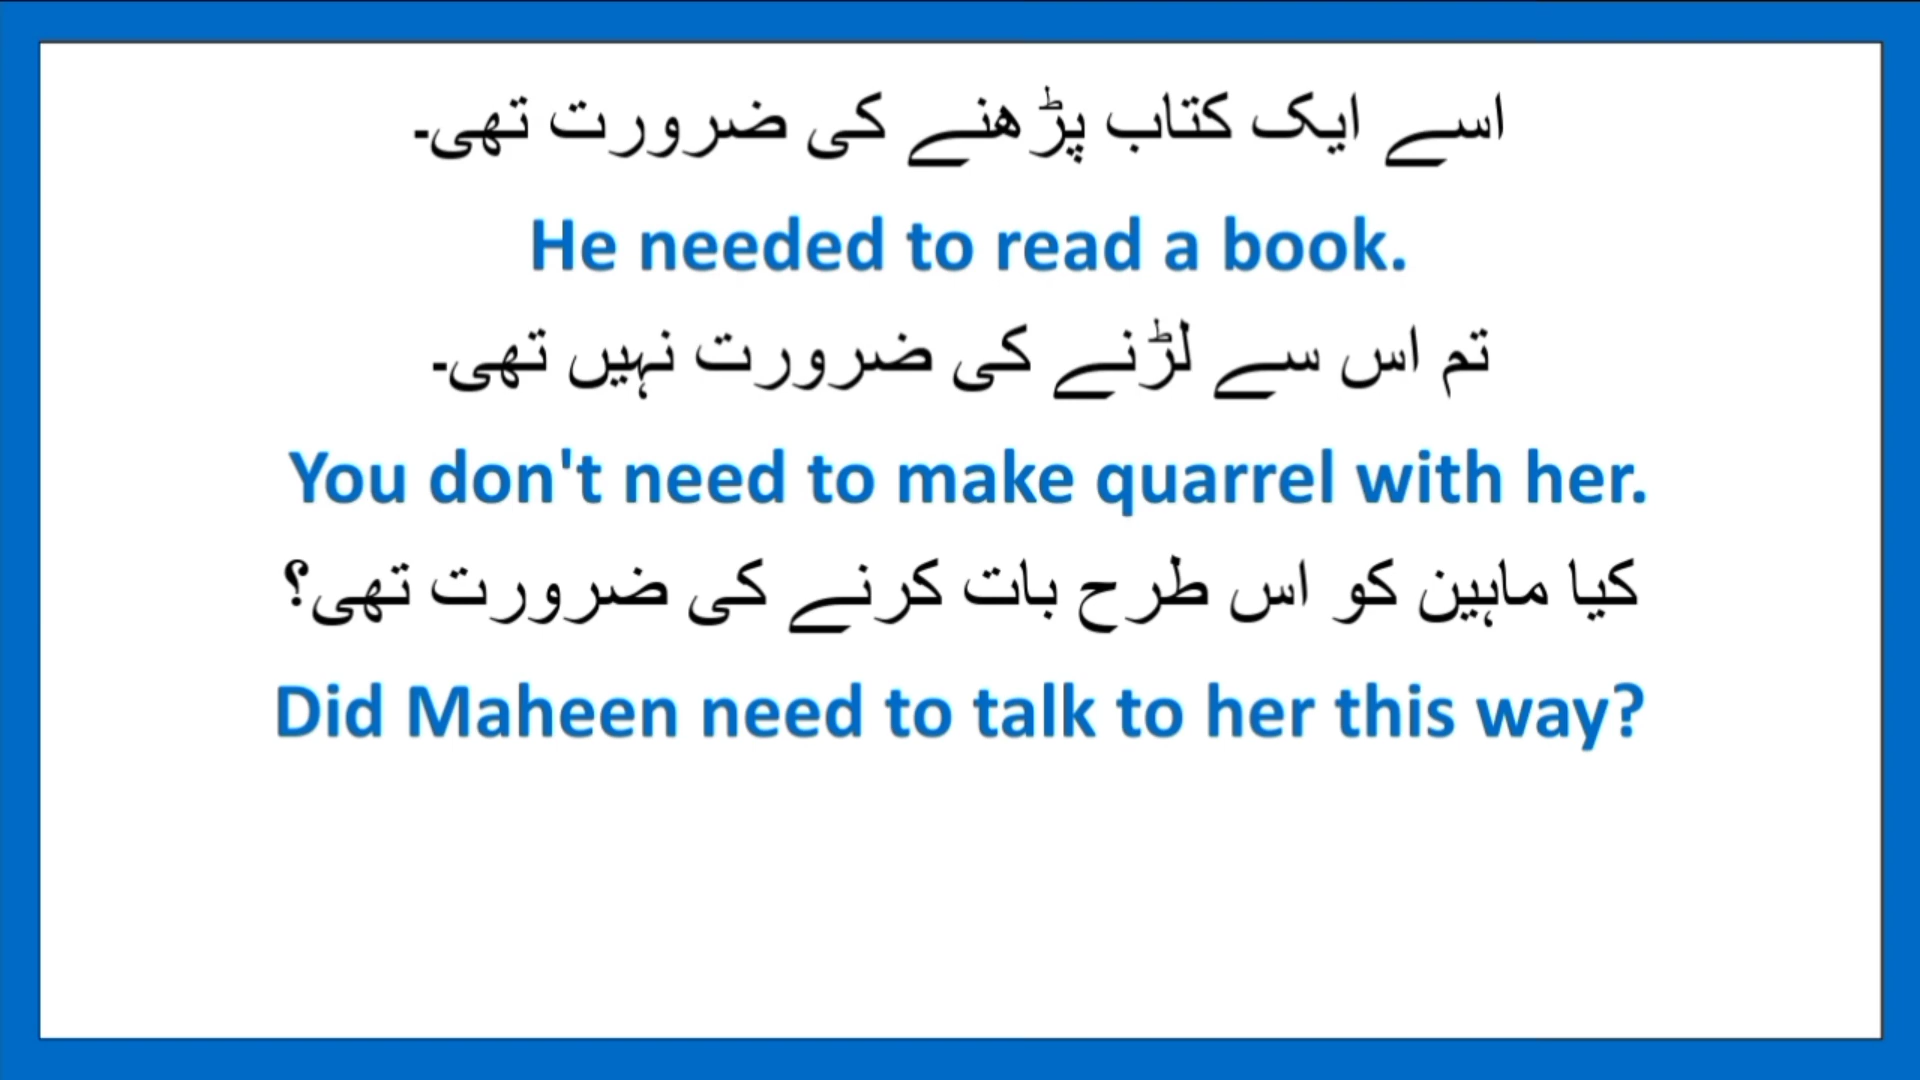 اسے ایک کتاب پڑھنے کی ضرورت تھی۔
He needed to read a book.
تم اس سے لڑنے کی ضرورت نہیں تھی۔
You don't need to make quarrel with her.
کیا ماہین کو اس طرح بات کرنے کی ضرورت تھی؟
Did Maheen need to talk to her this way?